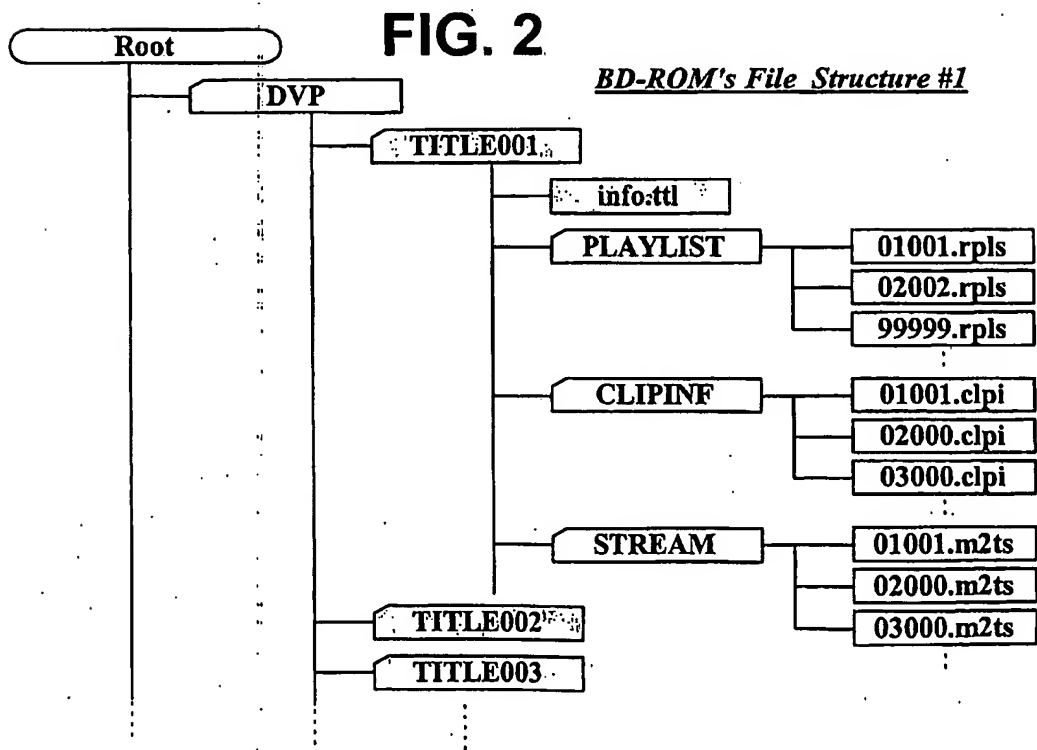 FIG. 2
Root
BD-ROM's File Structure #1
DVP
TITLE001
info.ttl
PLAYLIST
01001.rpls
02002.rpls
99999.rpls
CLIPINF
01001.clpi
02000.clpi
03000.clpi
STREAM
01001.m2ts
02000.m2ts
03000.m2ts
TITLE002
TITLE003